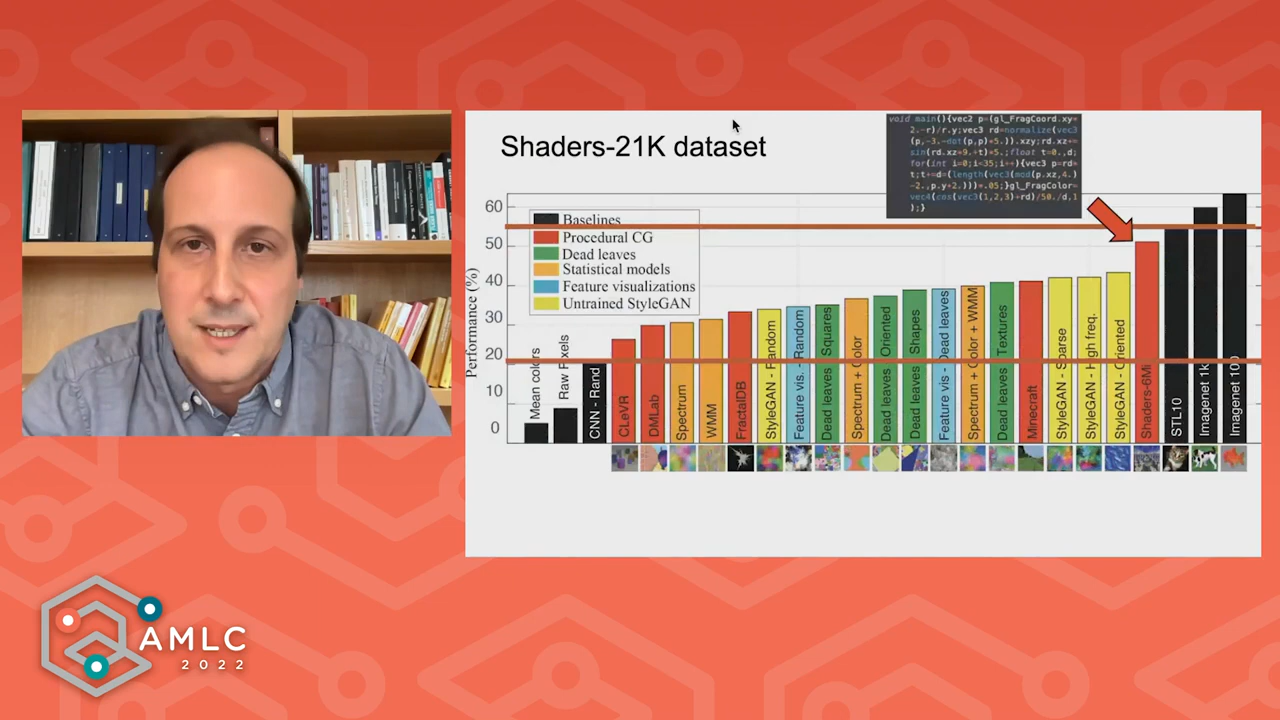 Shaders-21K dataset
void main(){vec2 p=(gl_FragCoord.xy*
2.-r)/r.y;vec3 rd=normalize(vec3
(p,-3.-dot(p,p)*5.)).xzy;rd.xz+=
sin(rd.xz*9.+t)*5.;float t=0.,d;
for(int i=0;i<35;i++){vec3 p=rd*
t;t+=d=(length(vec3(mod(p.xz,4.)
-2.,p.y+2.)))*.05;}gl_FragColor=
vec4(cos(vec3(1,2,3)+rd)/50./d,1
);}
Baselines
Procedural CG
Dead leaves
Statistical models
Feature visualizations
Untrained StyleGAN
Performance (%)
60
50
40
30
20
10
0
Mean colors
Raw Pixels
CNN - Rand
CLeVR
DMLab
Spectrum
WMM
FractalDB
StyleGAN - Random
Feature vis. - Random
Dead leaves Squares
Spectrum + Color
Dead leaves Oriented
Dead leaves Shapes
Feature vis - Dead leaves
Spectrum + Color + WMM
Dead leaves Textures
Minecraft
StyleGAN - Sparse
StyleGAN - High freq.
StyleGAN - Oriented
Shaders-6Mi
STL10
Imagenet 1k
Imagenet 100
AMLC
2022